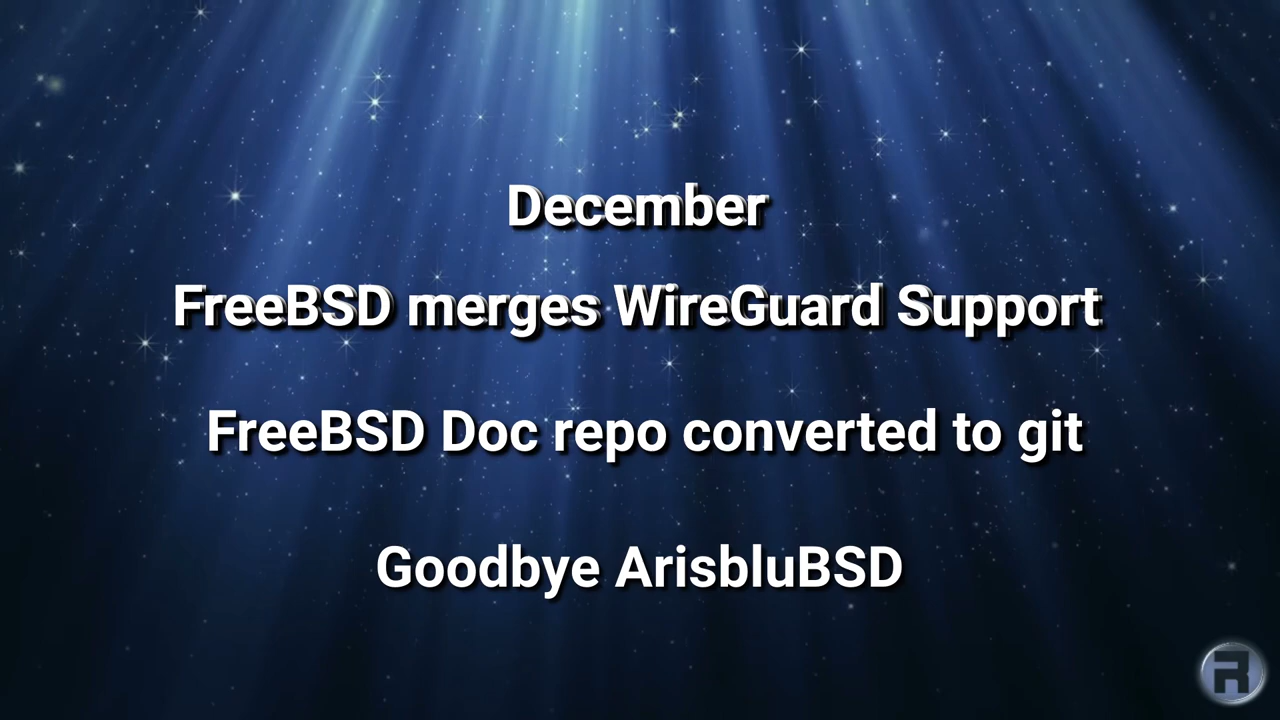 December
FreeBSD merges WireGuard Support
FreeBSD Doc repo converted to git
Goodbye ArisbluBSD
R